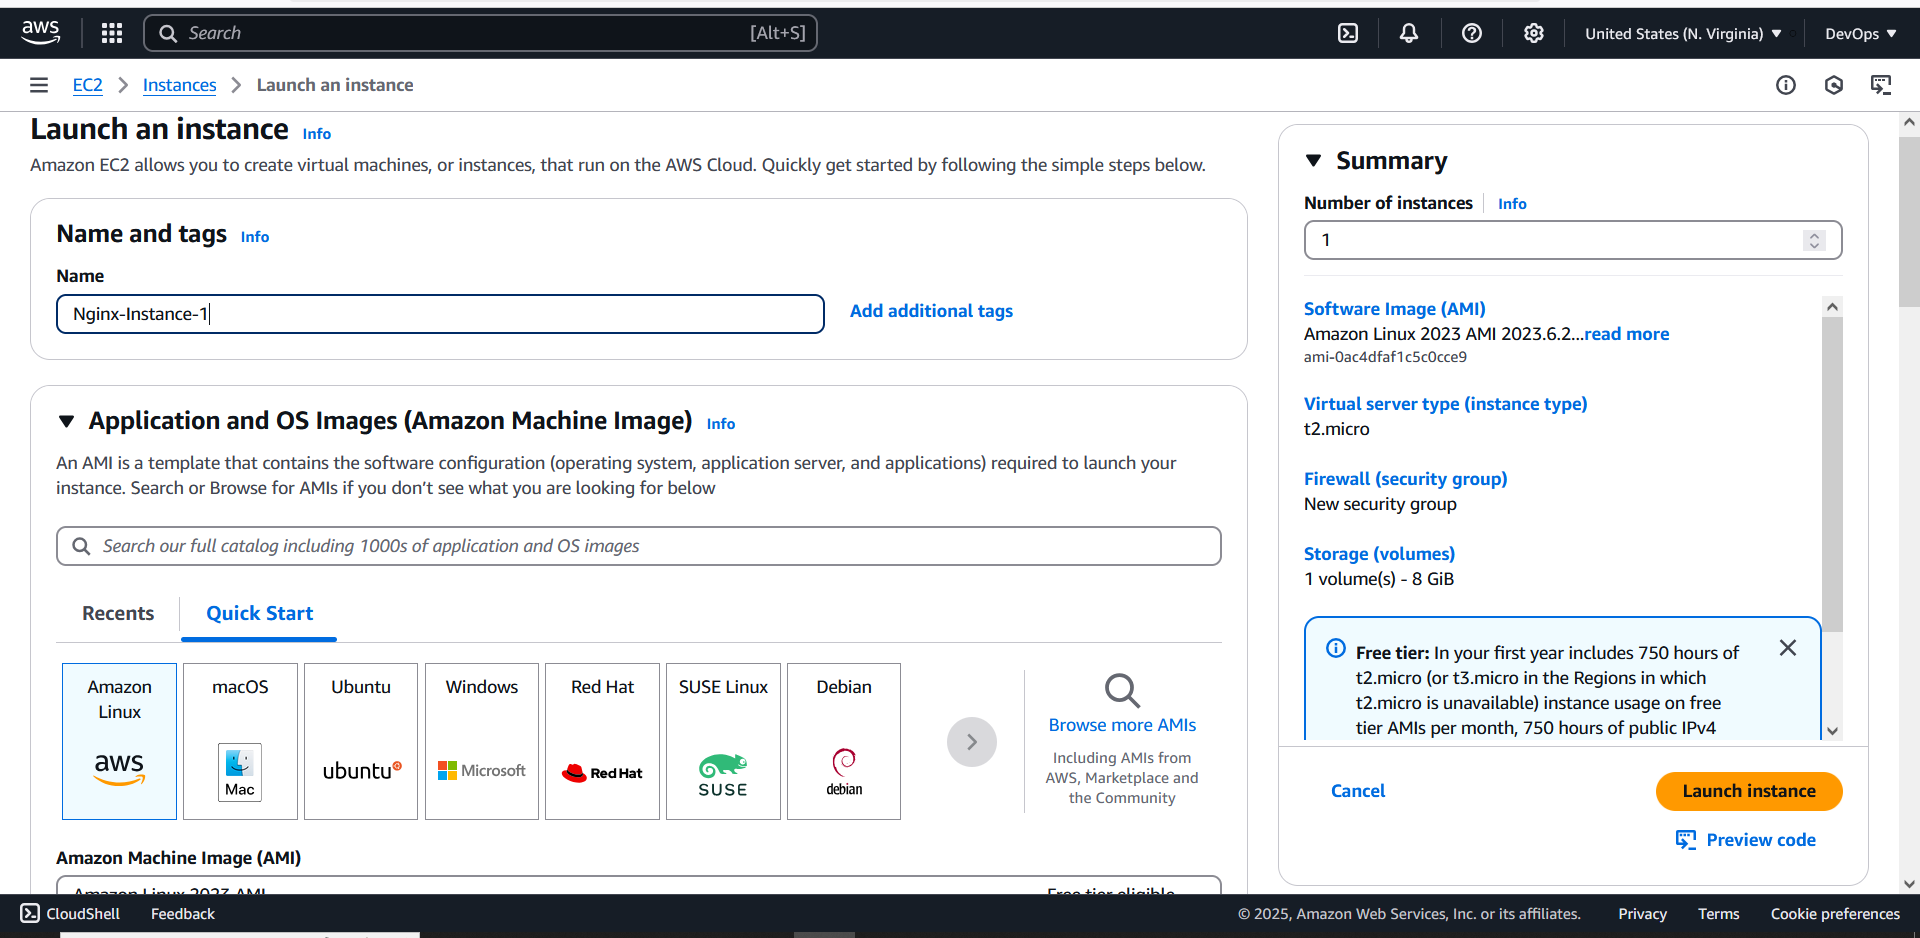 aws
Search
[Alt+S]
United States (N. Virginia)
DevOps
EC2
Instances
Launch an instance
Launch an instance Info
Amazon EC2 allows you to create virtual machines, or instances, that run on the AWS Cloud. Quickly get started by following the simple steps below.
Name and tags Info
Name
Nginx-Instance-1
Add additional tags
Application and OS Images (Amazon Machine Image) Info
An AMI is a template that contains the software configuration (operating system, application server, and applications) required to launch your
instance. Search or Browse for AMIs if you don’t see what you are looking for below
Search our full catalog including 1000s of application and OS images
Recents
Quick Start
Amazon
Linux
aws
macOS
Mac
Ubuntu
ubuntu
Windows
Microsoft
Red Hat
Red Hat
SUSE Linux
SUSE
Debian
debian
Browse more AMIs
Including AMIs from
AWS, Marketplace and
the Community
Amazon Machine Image (AMI)
Amazon Linux 2023 AMI
Free tier eligible
Summary
Number of instances Info
1
Software Image (AMI)
Amazon Linux 2023 AMI 2023.6.2...read more
ami-0ac4dfaf1c5c0cce9
Virtual server type (instance type)
t2.micro
Firewall (security group)
New security group
Storage (volumes)
1 volume(s) - 8 GiB
Free tier: In your first year includes 750 hours of
t2.micro (or t3.micro in the Regions in which
t2.micro is unavailable) instance usage on free
tier AMIs per month, 750 hours of public IPv4
Cancel
Launch instance
Preview code
CloudShell
Feedback
© 2025, Amazon Web Services, Inc. or its affiliates.
Privacy
Terms
Cookie preferences